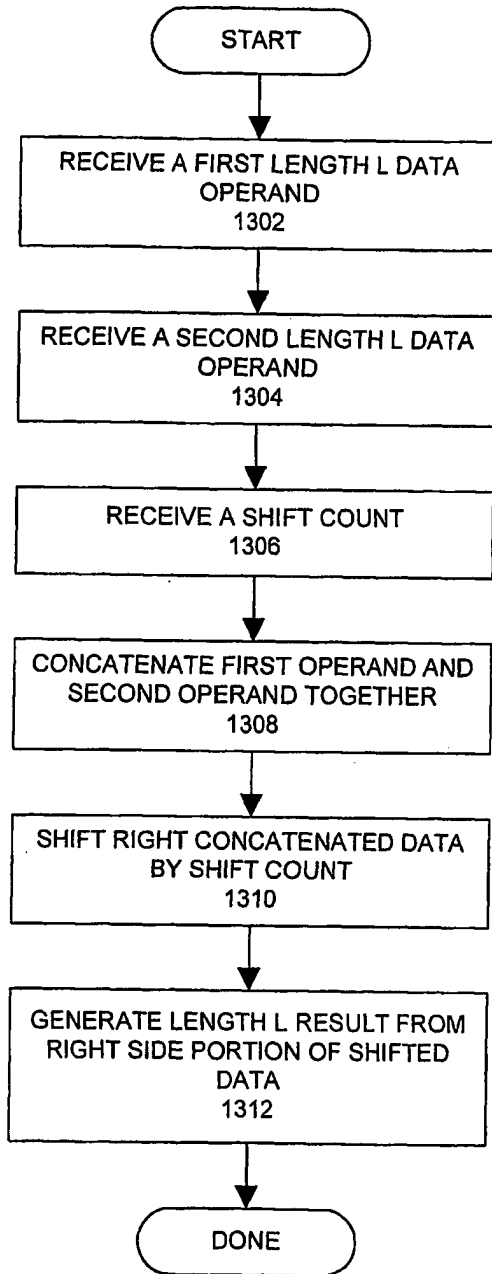 START
RECEIVE A FIRST LENGTH L DATA
OPERAND
1302
RECEIVE A SECOND LENGTH L DATA
OPERAND
1304
RECEIVE A SHIFT COUNT
1306
CONCATENATE FIRST OPERAND AND
SECOND OPERAND TOGETHER
1308
SHIFT RIGHT CONCATENATED DATA
BY SHIFT COUNT
1310
GENERATE LENGTH L RESULT FROM
RIGHT SIDE PORTION OF SHIFTED
DATA
1312
DONE